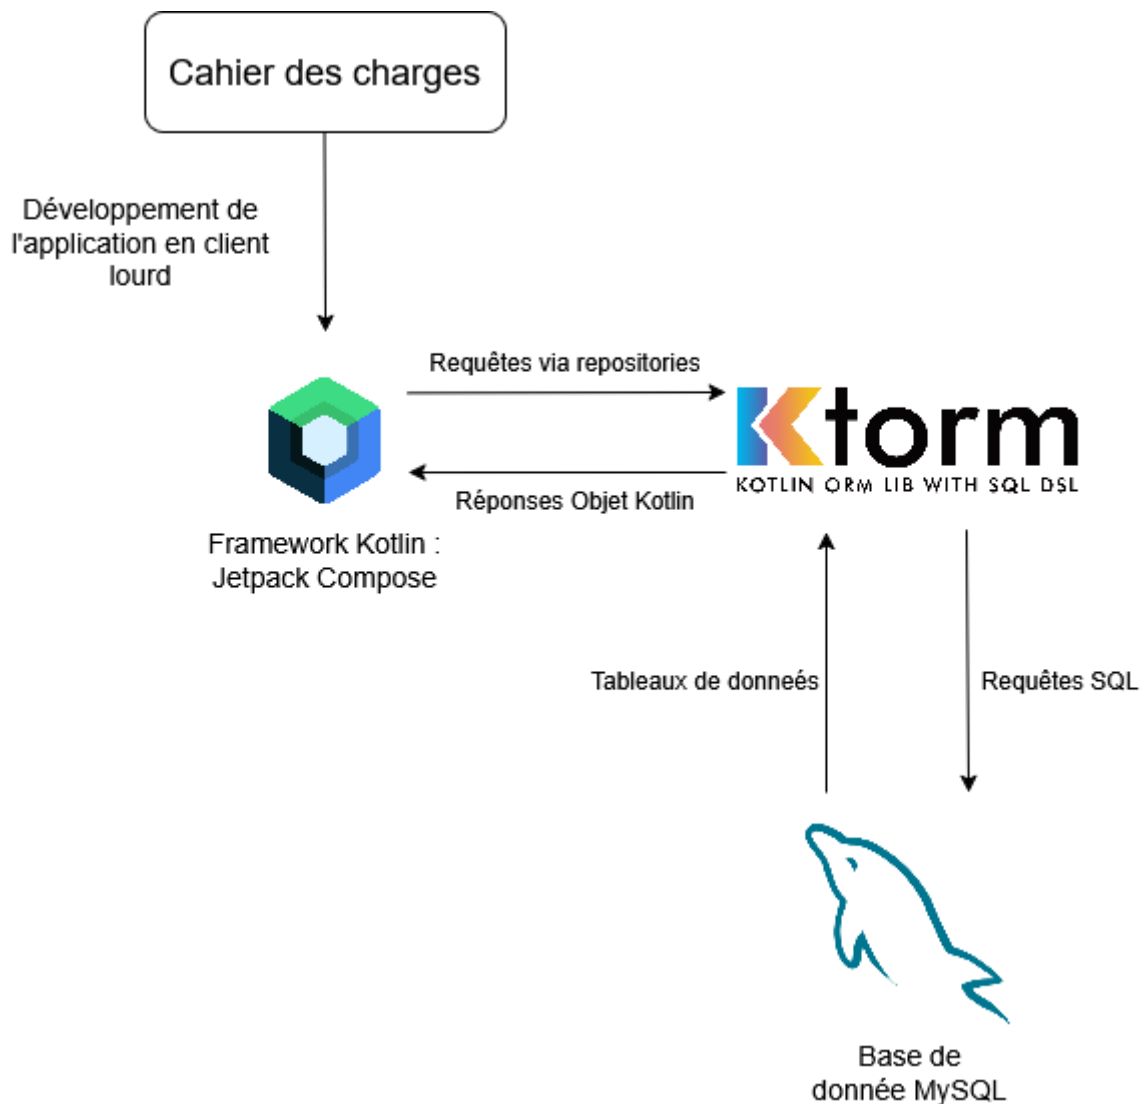 Cahier des charges
Développement de
l'application en client
lourd
Requêtes via repositories
Ktorm
KOTLIN ORM LIB WITH SQL DSL
Réponses Objet Kotlin
Framework Kotlin :
Jetpack Compose
Tableaux de donneés
Requêtes SQL
Base de
donnée MySQL